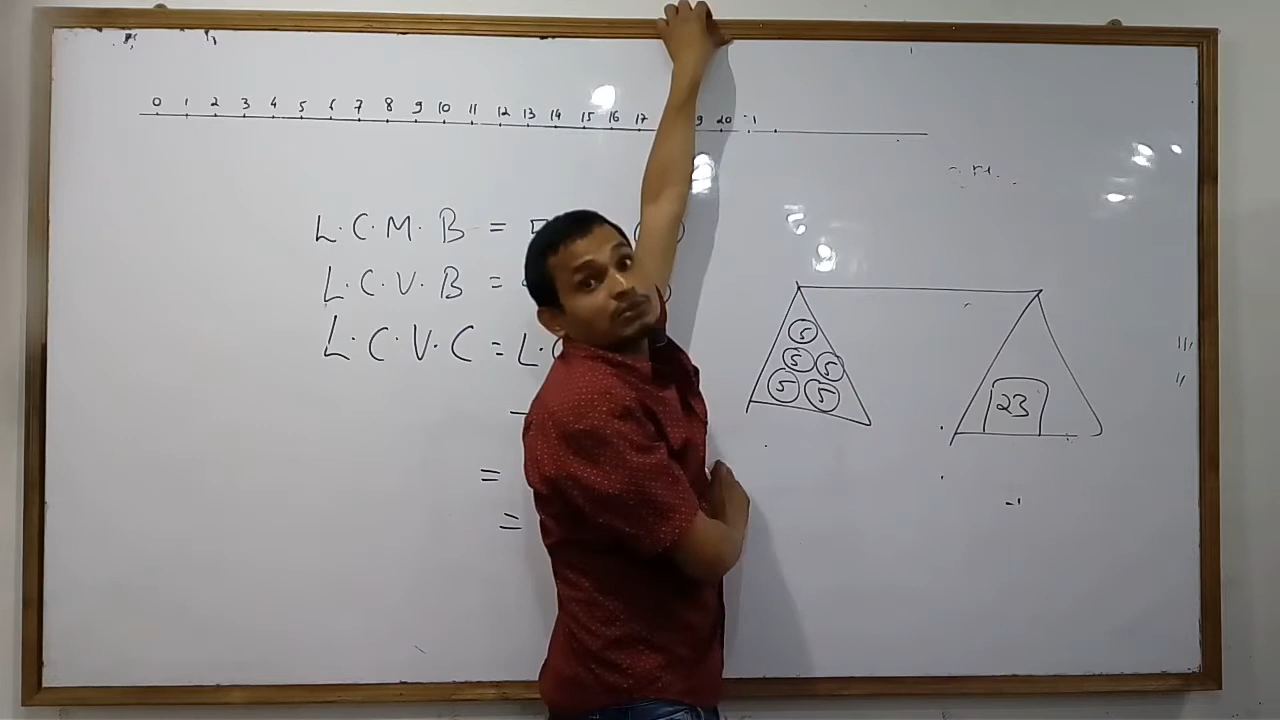 0 1 2 3 4 5 6 7 8 9 10 11 12 13 14 15 16 17 9 20
L.C.M.B =
L.C.V.B =
L.C.V.C = L.
=
=
5
5 5
5 5
23